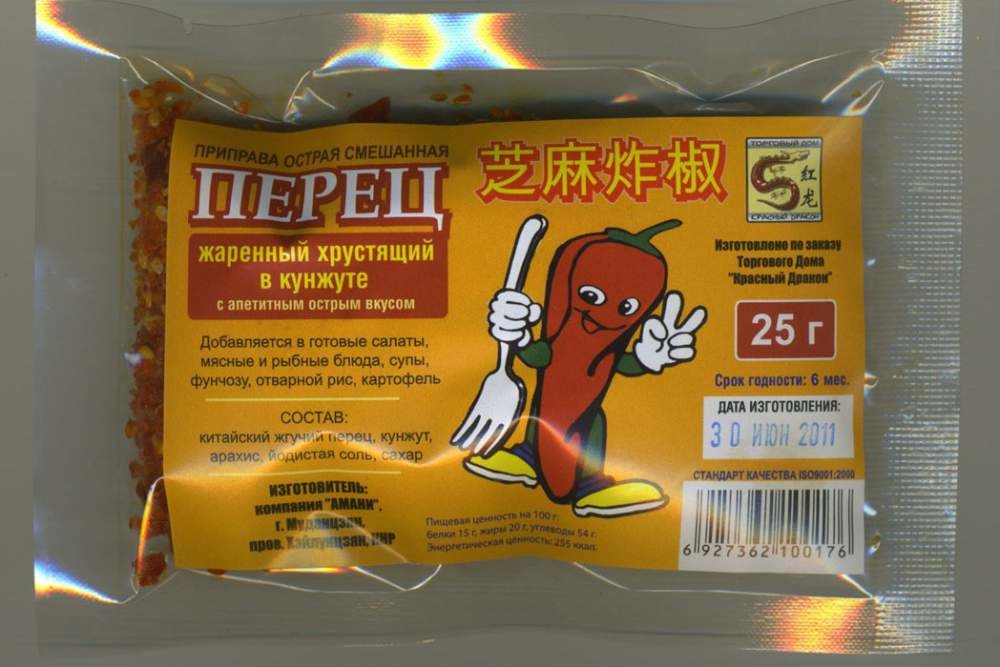 ПРИПРАВА ОСТРАЯ СМЕШАННАЯ
ПЕРЕЦ
жаренный хрустящий
в кунжуте
с апетитным острым вкусом
Добавляется в готовые салаты,
мясные и рыбные блюда, супы,
фунчозу, отварной рис, картофель
СОСТАВ:
китайский жгучий перец, кунжут,
арахис, йодистая соль, сахар
ИЗГОТОВИТЕЛЬ:
компания "АМАНИ",
г. Муданцзян,
пров. Хэйлунцзян, КНР
芝麻炸椒
Пищевая ценность на 100 г:
белки 15 г, жиры 20 г, углеводы 54 г.
Энергетическая ценность: 255 ккал.
ТОРГОВЫЙ ДОМ
红龙
КРАСНЫЙ ДРАКОН
Изготовлено по заказу
Торгового Дома
"Красный Дракон"
25 г
Срок годности: 6 мес.
ДАТА ИЗГОТОВЛЕНИЯ:
30 ИЮН 2011
СТАНДАРТ КАЧЕСТВА ISO9001:2000
6 927362 100176